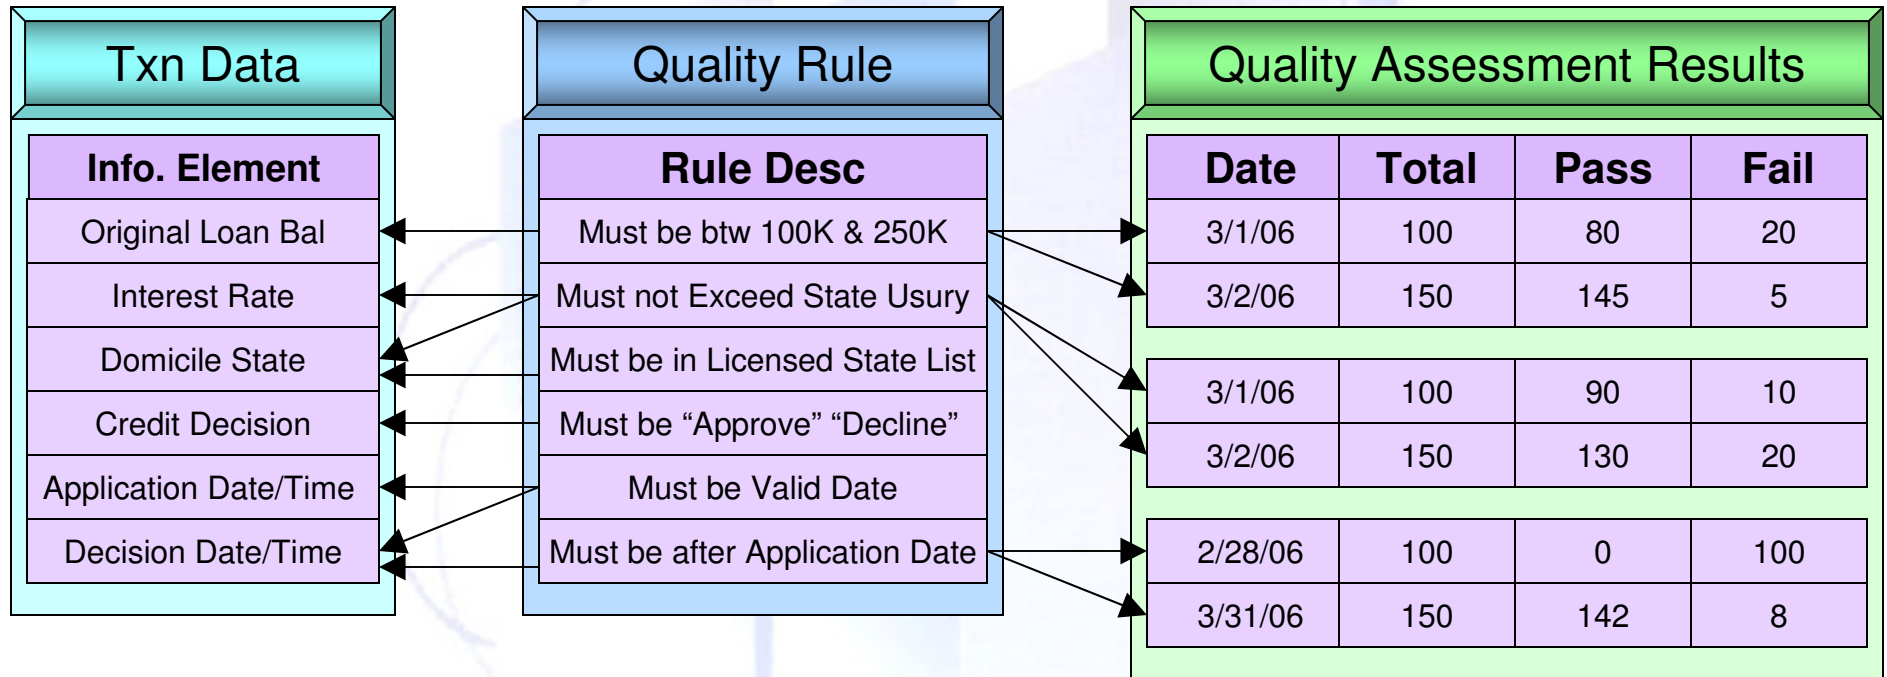 Txn Data
Info. Element
Original Loan Bal
Interest Rate
Domicile State
Credit Decision
Application Date/Time
Decision Date/Time
Quality Rule
Rule Desc
Must be btw 100K & 250K
Must not Exceed State Usury
Must be in Licensed State List
Must be “Approve” “Decline”
Must be Valid Date
Must be after Application Date
Quality Assessment Results
Date Total Pass Fail
3/1/06 100 80 20
3/2/06 150 145 5
3/1/06 100 90 10
3/2/06 150 130 20
2/28/06 100 0 100
3/31/06 150 142 8